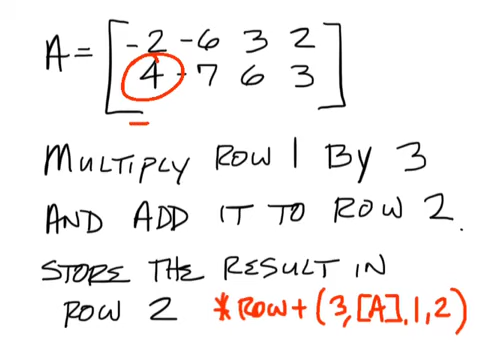 A = [ -2 -6 3 2
4 -7 6 3 ]
MULTIPLY ROW 1 BY 3
AND ADD IT TO ROW 2.
STORE THE RESULT IN
ROW 2 *ROW+ (3, [A], 1, 2)